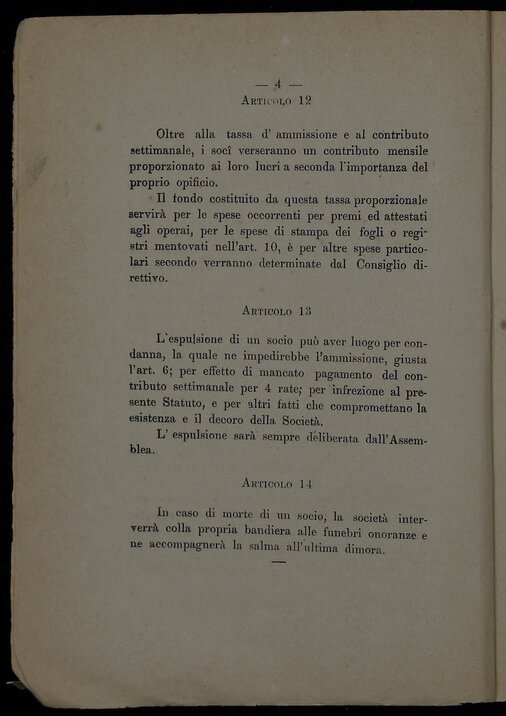 — 4 —
Articolo 12
Oltre alla tassa d' ammissione e al contributo
settimanale, i socî verseranno un contributo mensile
proporzionato ai loro lucri a seconda l'importanza del
proprio opificio.
Il fondo costituito da questa tassa proporzionale
servirà per le spese occorrenti per premi ed attestati
agli operai, per le spese di stampa dei fogli o regi-
stri mentovati nell'art. 10, è per altre spese partico-
lari secondo verranno determinate dal Consiglio di-
rettivo.
Articolo 13
L'espulsione di un socio può aver luogo per con-
danna, la quale ne impedirebbe l'ammissione, giusta
l'art. 6; per effetto di mancato pagamento del con-
tributo settimanale per 4 rate; per infrezione al pre-
sente Statuto, e per altri fatti che compromettano la
esistenza e il decoro della Società.
L' espulsione sarà sempre deliberata dall'Assem-
blea.
Articolo 14
In caso di morte di un socio, la società inter-
verrà colla propria bandiera alle funebri onoranze e
ne accompagnerà la salma all'ultima dimora.